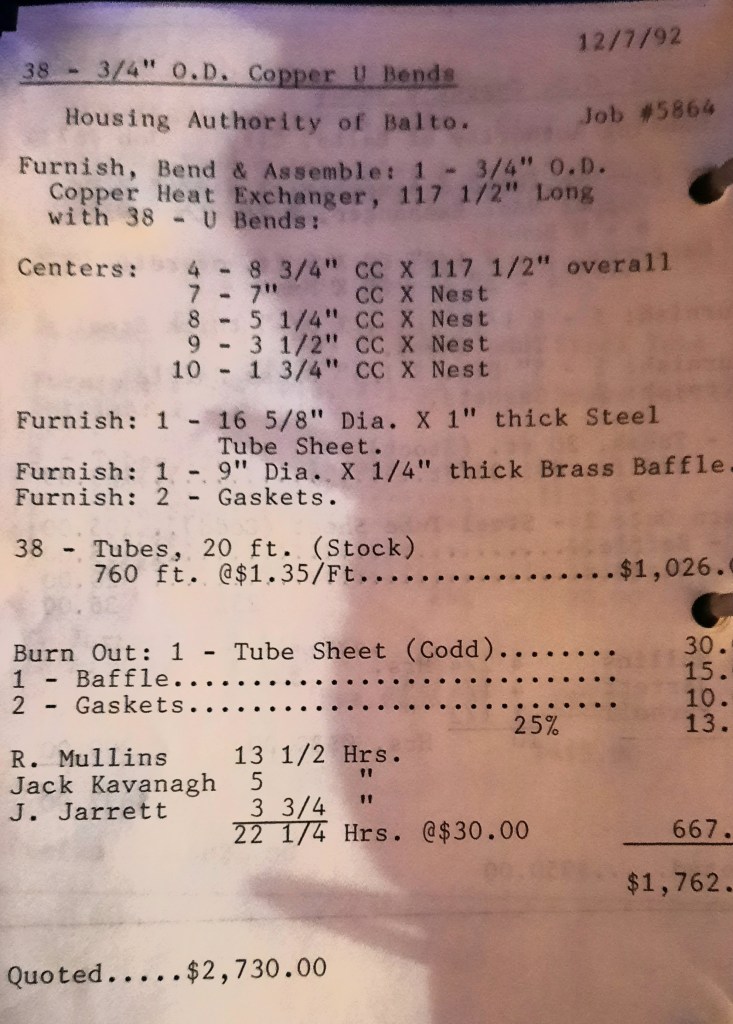 12/7/92
38 - 3/4" O.D. Copper U Bends
Housing Authority of Balto. Job #5864
Furnish, Bend & Assemble: 1 - 3/4" O.D.
Copper Heat Exchanger, 117 1/2" Long
with 38 - U Bends:
Centers: 4 - 8 3/4" CC X 117 1/2" overall
7 - 7" CC X Nest
8 - 5 1/4" CC X Nest
9 - 3 1/2" CC X Nest
10 - 1 3/4" CC X Nest
Furnish: 1 - 16 5/8" Dia. X 1" thick Steel
Tube Sheet.
Furnish: 1 - 9" Dia. X 1/4" thick Brass Baffle.
Furnish: 2 - Gaskets.
38 - Tubes, 20 ft. (Stock)
760 ft. @$1.35/Ft.................$1,026.
Burn Out: 1 - Tube Sheet (Codd)........ 30.
1 - Baffle.................................. 15.
2 - Gaskets................................. 10.
25% 13.
R. Mullins 13 1/2 Hrs.
Jack Kavanagh 5 "
J. Jarrett 3 3/4 "
22 1/4 Hrs. @$30.00 667.
$1,762.
Quoted.....$2,730.00